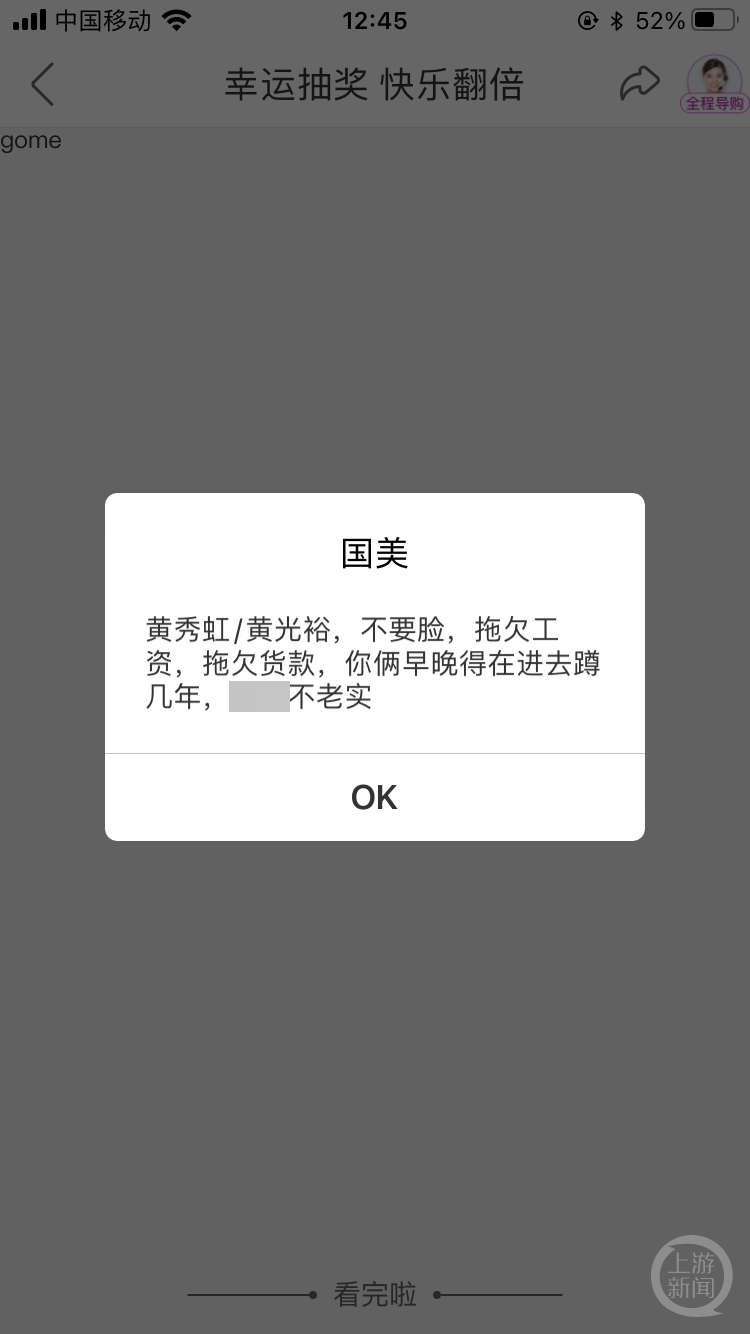 中国移动 12:45 52%
幸运抽奖 快乐翻倍
全程导购
gome
国美
黄秀虹/黄光裕，不要脸，拖欠工
资，拖欠货款，你俩早晚得在进去蹲
几年，不老实
OK
看完啦
上游
新闻